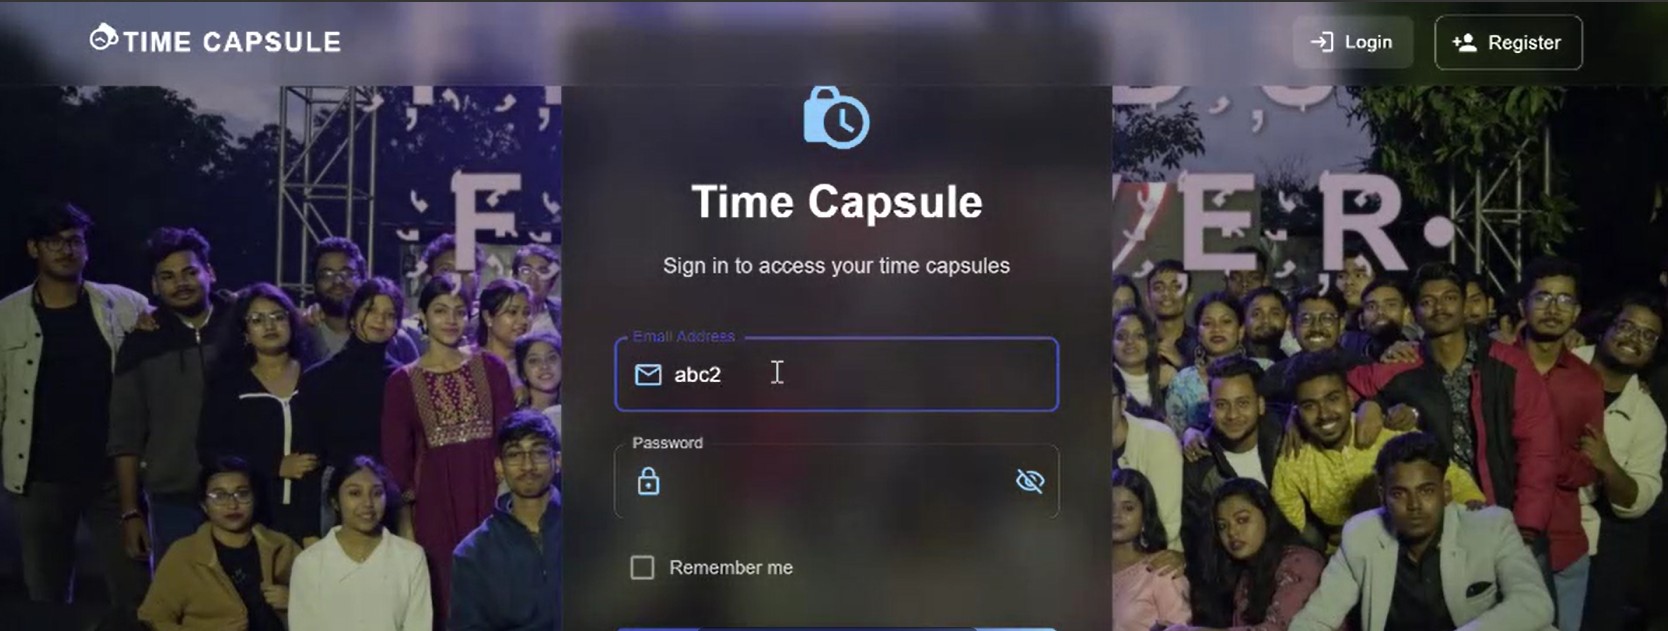 TIME CAPSULE
Login
Register
F
VER.
Time Capsule
Sign in to access your time capsules
Email Address
abc2
Password
Remember me